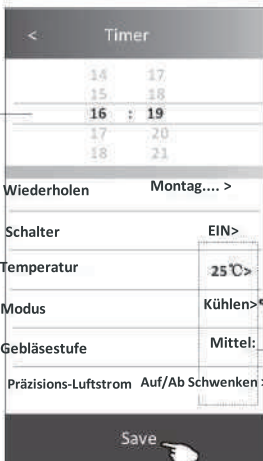 < Timer
14 17
15 18
16 : 19
17 20
18 21
Wiederholen Montag.... >
Schalter EIN>
Temperatur 25℃>
Modus Kühlen>
Gebläsestufe Mittel:
Präzisions-Luftstrom Auf/Ab Schwenken >
Save